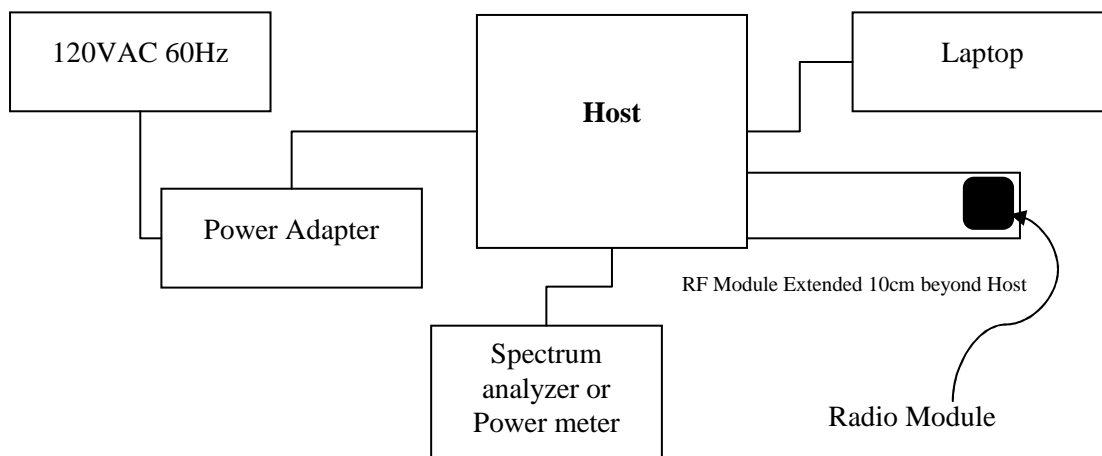 120VAC 60Hz
Host
Laptop
Power Adapter
RF Module Extended 10cm beyond Host
Spectrum
analyzer or
Power meter
Radio Module